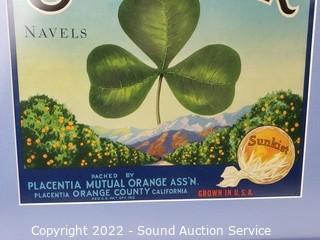 NAVELS
Sunkist
PACKED BY
PLACENTIA MUTUAL ORANGE ASS'N.
PLACENTIA ORANGE COUNTY CALIFORNIA
GROWN IN U.S.A.
Copyright 2022 - Sound Auction Service